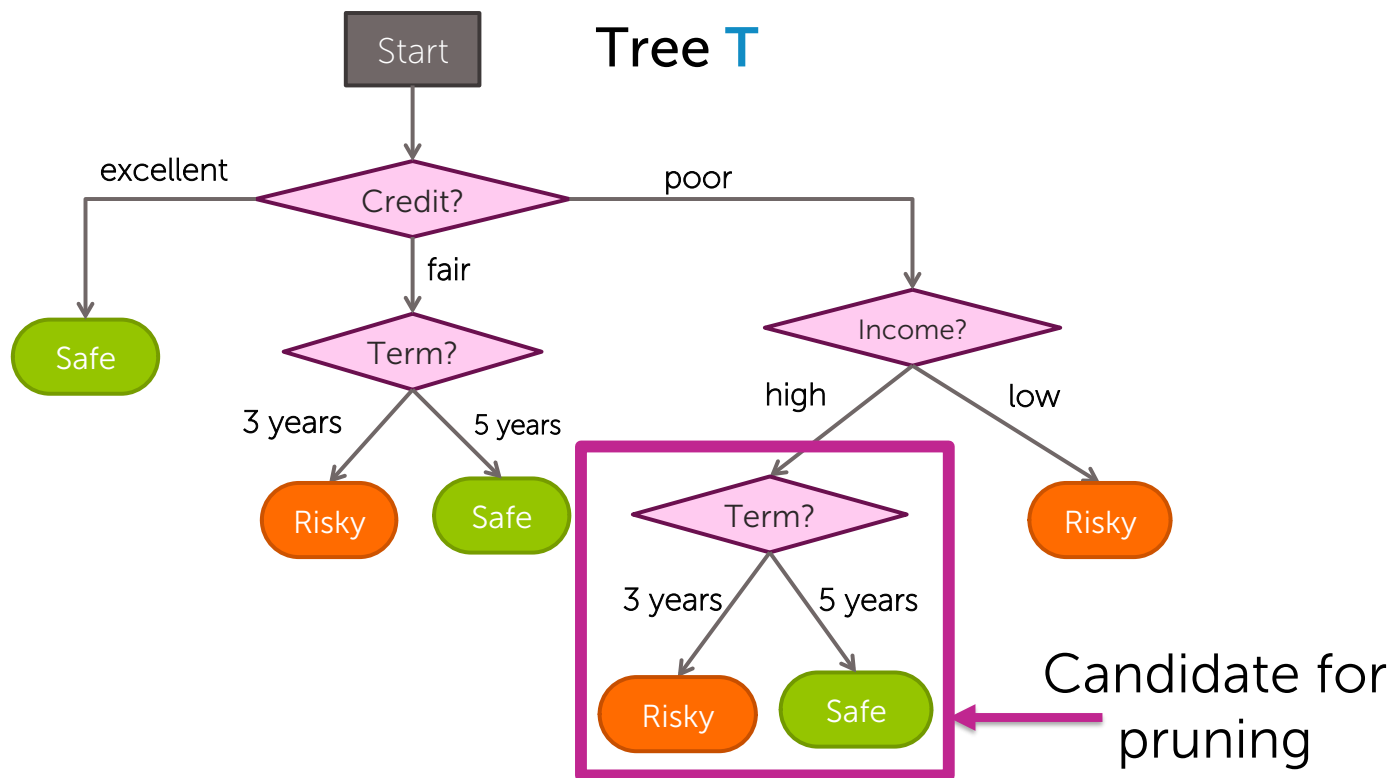 Start
Tree T
excellent
Credit?
poor
fair
Safe
Term?
Income?
3 years
5 years
high
low
Risky
Safe
Term?
Risky
3 years
5 years
Risky
Safe
Candidate for
pruning